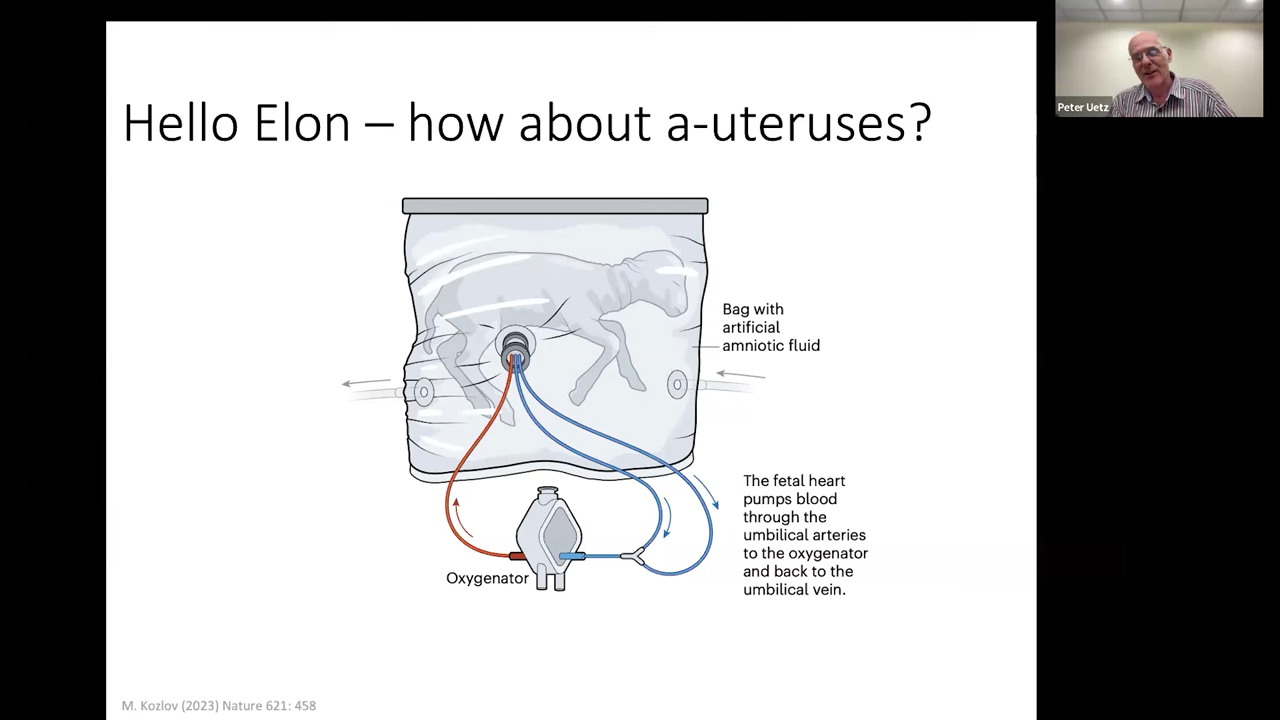 Hello Elon – how about a-uteruses?
Peter Uetz
Bag with
artificial
amniotic fluid
The fetal heart
pumps blood
through the
umbilical arteries
to the oxygenator
and back to the
umbilical vein.
Oxygenator
M. Kozlov (2023) Nature 621: 458